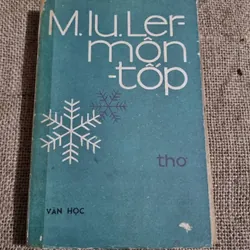 M.Iu.Ler-
môn
-tốp
thơ
VĂN HỌC